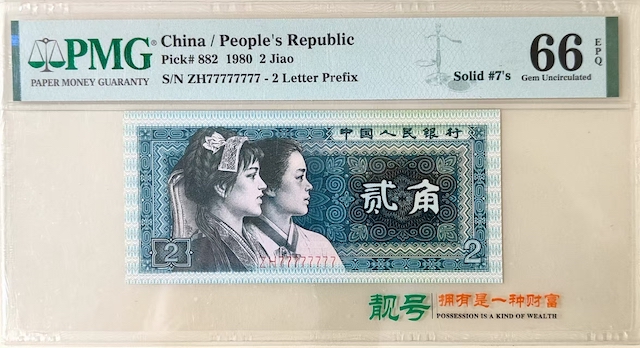 PMG
PAPER MONEY GUARANTY
China / People's Republic
Pick# 882 1980 2 Jiao
S/N ZH77777777 - 2 Letter Prefix
Solid #7's
66
EPQ
Gem Uncirculated
中国人民银行
贰角
ZH77777777
2
2
靓号
拥有是一种财富
POSSESSION IS A KIND OF WEALTH